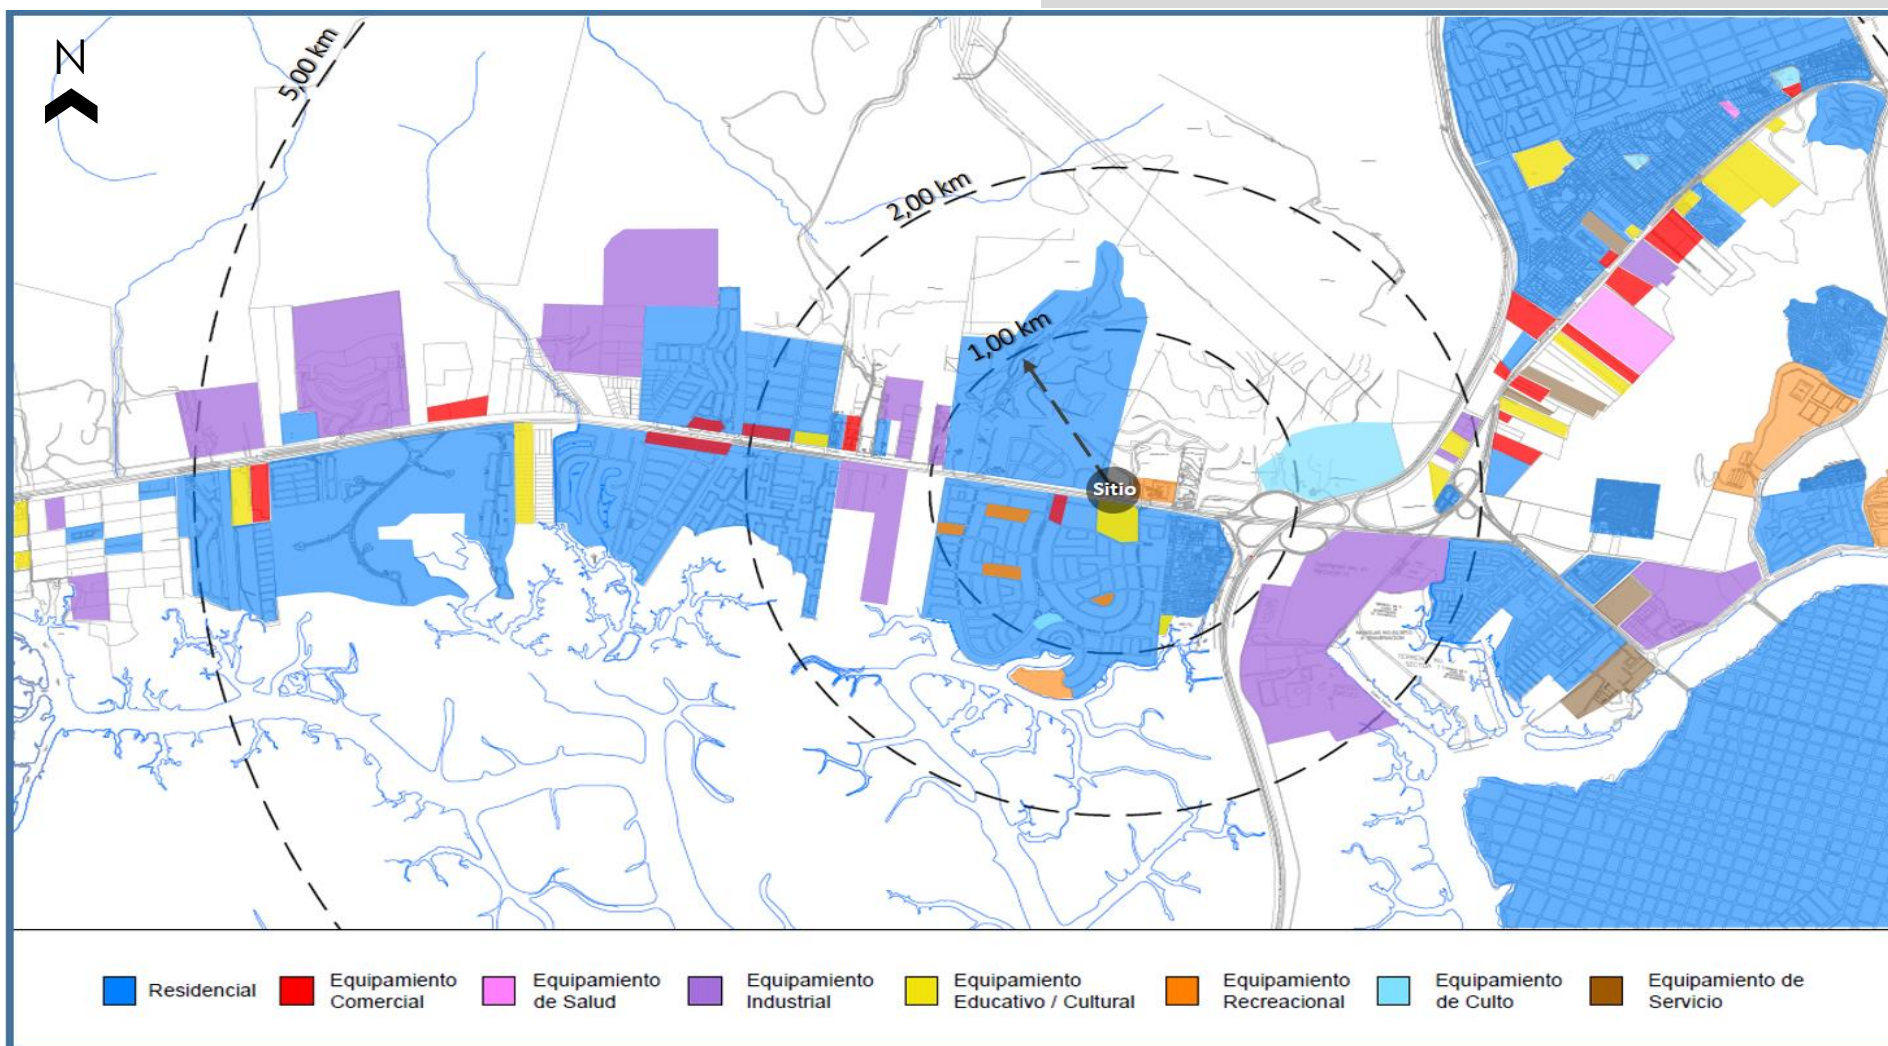 N
5,00 km
2,00 km
1,00 km
Sitio
Residencial
Equipamiento
Comercial
Equipamiento
de Salud
Equipamiento
Industrial
Equipamiento
Educativo / Cultural
Equipamiento
Recreacional
Equipamiento
de Culto
Equipamiento de
Servicio